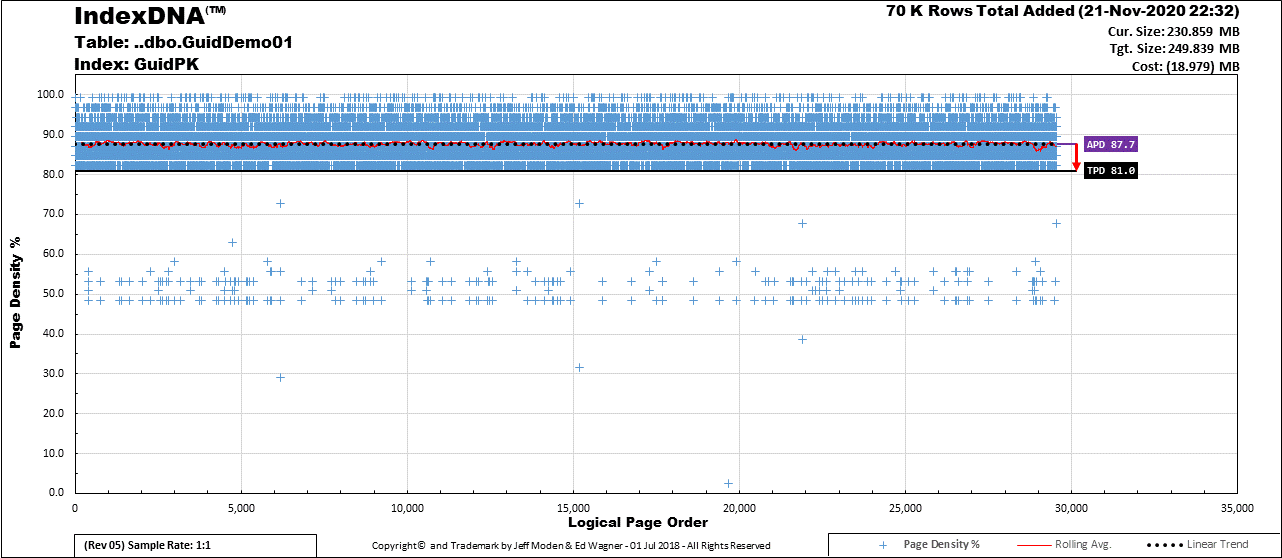 IndexDNA(TM)
Table: ..dbo.GuidDemo01
Index: GuidPK
70 K Rows Total Added (21-Nov-2020 22:32)
Cur. Size: 230.859 MB
Tgt. Size: 249.839 MB
Cost: (18.979) MB
100.0
90.0
80.0
70.0
60.0
50.0
40.0
30.0
20.0
10.0
0.0
Page Density %
APD 87.7
TPD 81.0
0 5,000 10,000 15,000 20,000 25,000 30,000 35,000
Logical Page Order
(Rev 05) Sample Rate: 1:1
Copyright© and Trademark by Jeff Moden & Ed Wagner - 01 Jul 2018 - All Rights Reserved
Page Density % Rolling Avg. Linear Trend